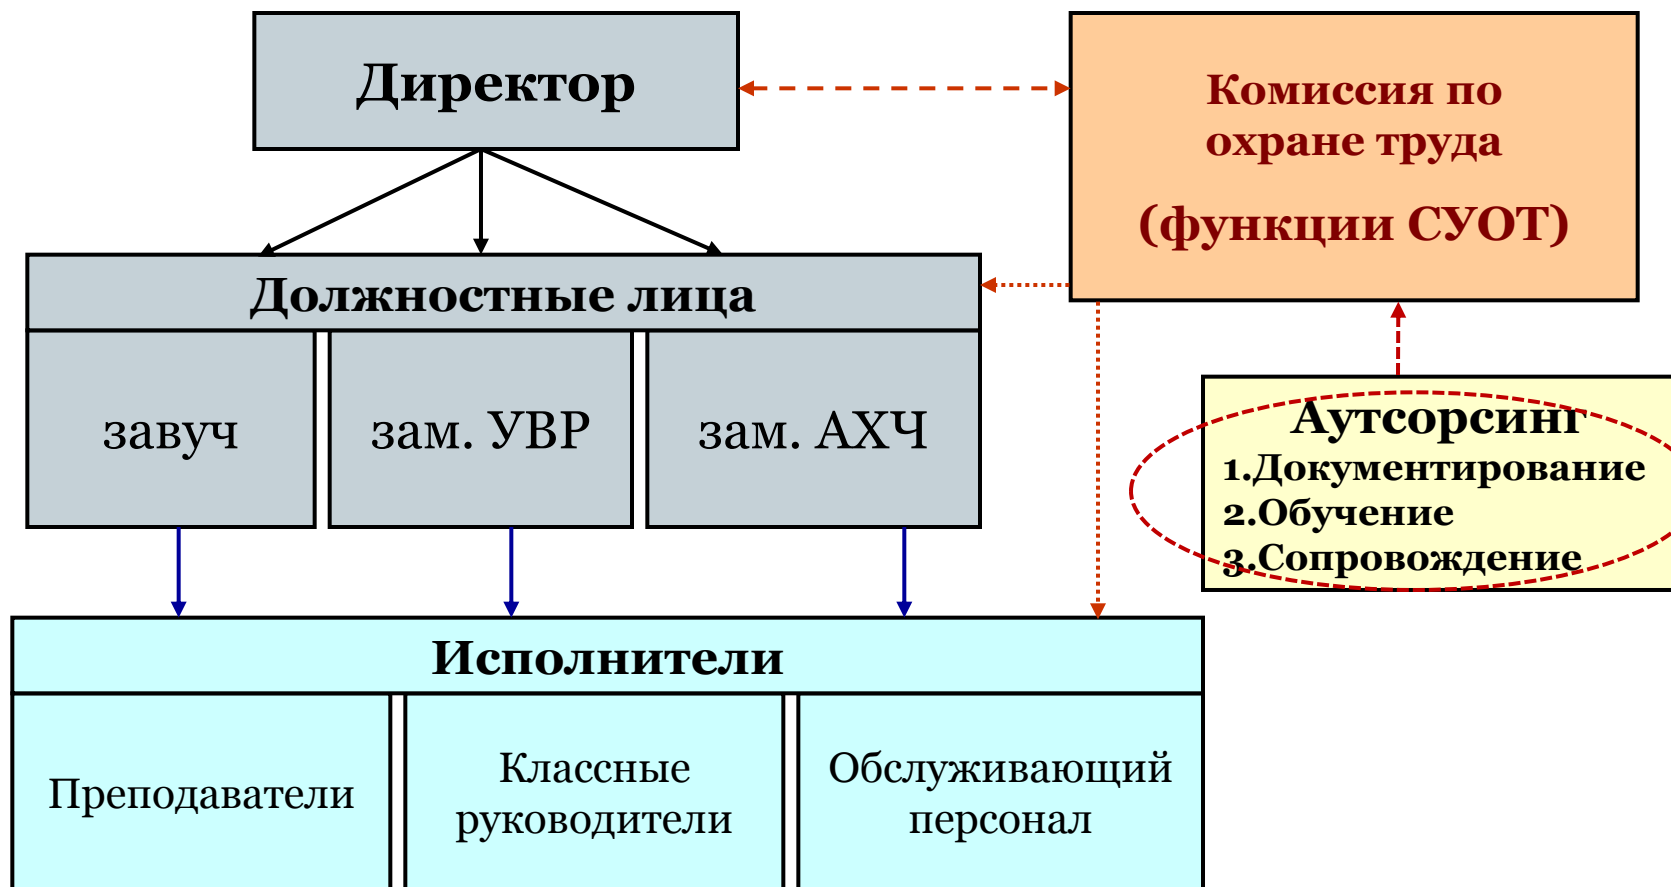 Директор
Комиссия по
охране труда
(функции СУОТ)
Должностные лица
завуч
зам. УВР
зам. АХЧ
Аутсорсинг
1.Документирование
2.Обучение
3.Сопровождение
Исполнители
Преподаватели
Классные
руководители
Обслуживающий
персонал